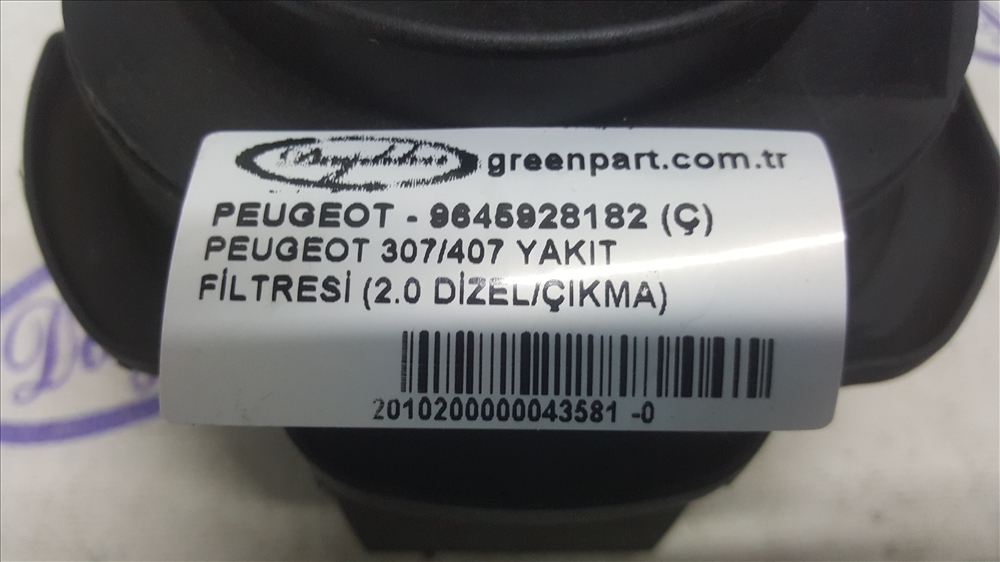 greenpart.com.tr
PEUGEOT - 9645928182 (Ç)
PEUGEOT 307/407 YAKIT
FİLTRESİ (2.0 DİZEL/ÇIKMA)
2010200000043581 -0